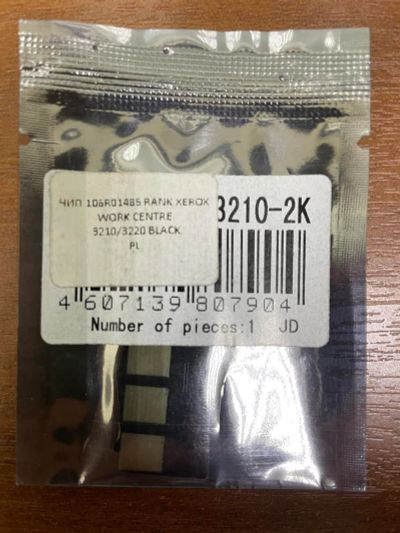 ЧИП 106R01485 RANK XEROX
WORK CENTRE
3210/3220 BLACK
PL
3210-2K
4 607139 807904
Number of pieces:1 JD